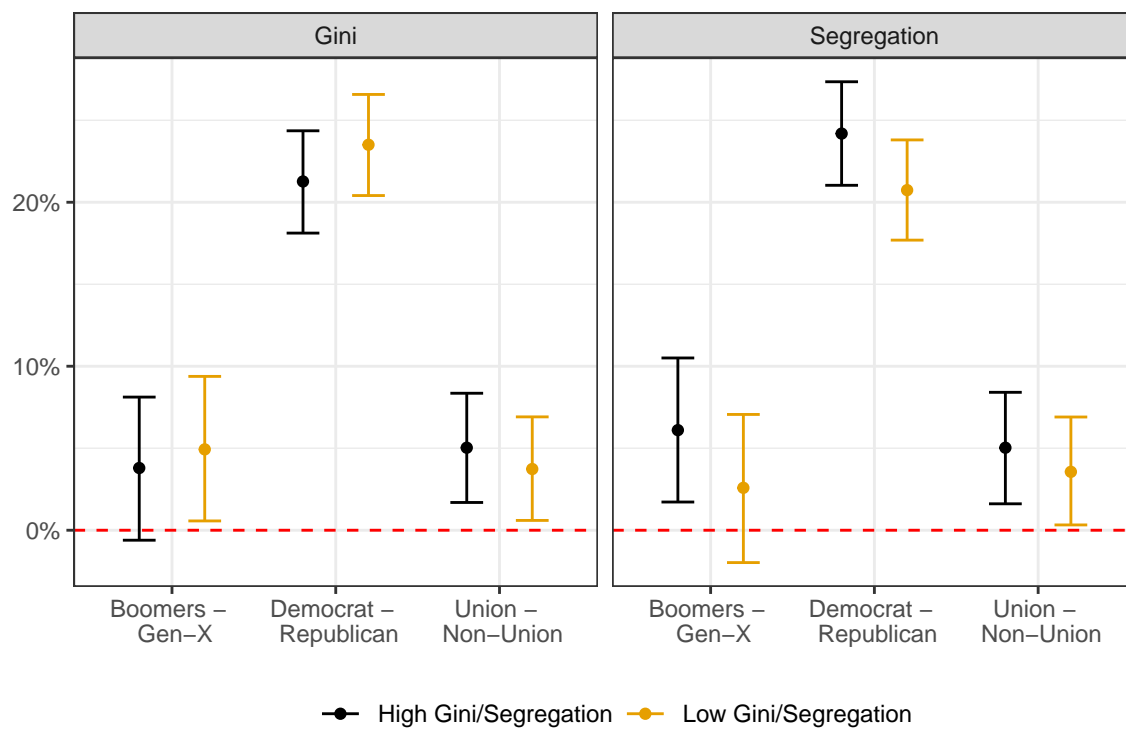 Gini
Segregation
20%
10%
0%
Boomers −
Gen−X
Democrat −
Republican
Union −
Non−Union
Boomers −
Gen−X
Democrat −
Republican
Union −
Non−Union
High Gini/Segregation
Low Gini/Segregation